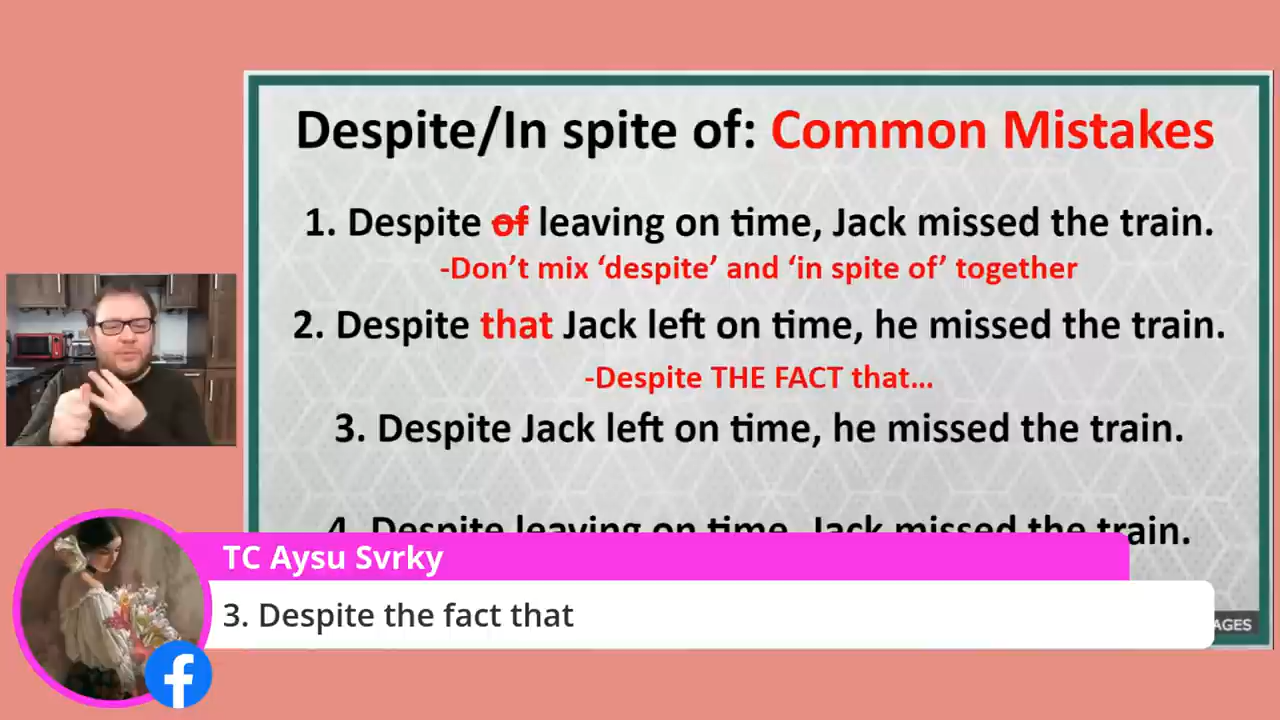 Despite/In spite of: Common Mistakes
1. Despite of leaving on time, Jack missed the train.
-Don't mix ‘despite’ and ‘in spite of’ together
2. Despite that Jack left on time, he missed the train.
-Despite THE FACT that...
3. Despite Jack left on time, he missed the train.
4. Despite leaving on time, Jack missed the train.
TC Aysu Svrky
3. Despite the fact that
AGES